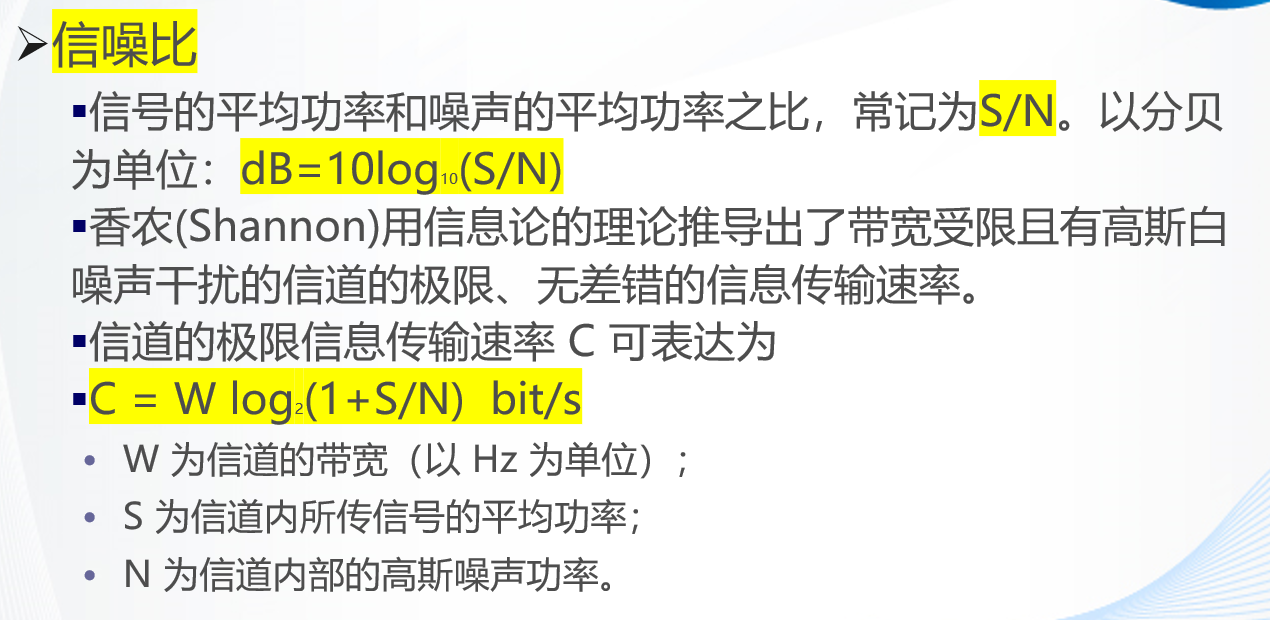 ➢信噪比
▪信号的平均功率和噪声的平均功率之比，常记为S/N。以分贝
为单位：dB=10log₁₀(S/N)
▪香农(Shannon)用信息论的理论推导出了带宽受限且有高斯白
噪声干扰的信道的极限、无差错的信息传输速率。
▪信道的极限信息传输速率 C 可表达为
▪C = W log₂(1+S/N)  bit/s
• W 为信道的带宽（以 Hz 为单位）；
• S 为信道内所传信号的平均功率；
• N 为信道内部的高斯噪声功率。